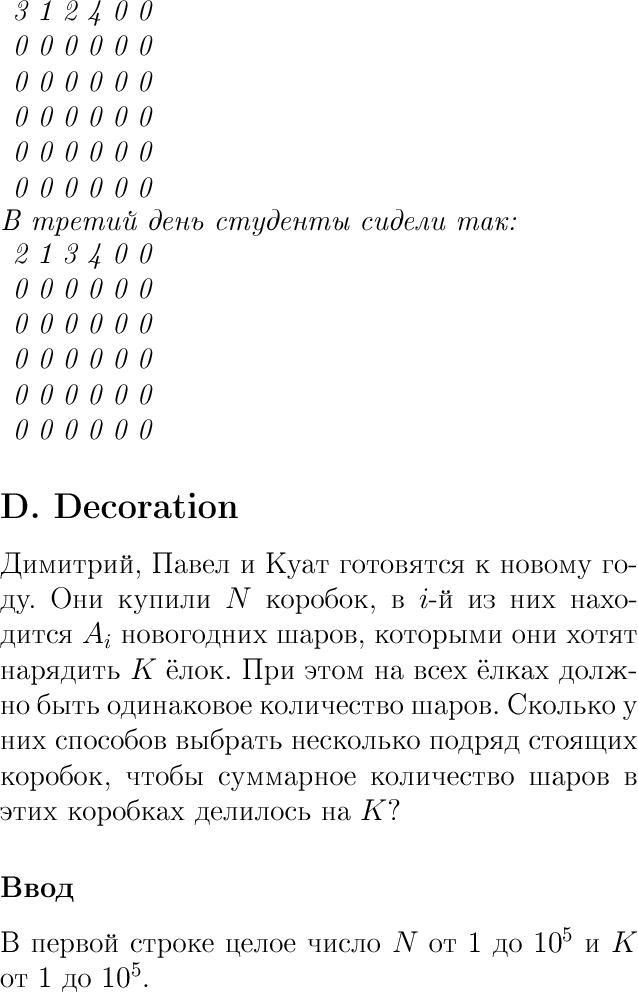 3 1 2 4 0 0
0 0 0 0 0 0
0 0 0 0 0 0
0 0 0 0 0 0
0 0 0 0 0 0
0 0 0 0 0 0
В третий день студенты сидели так:
2 1 3 4 0 0
0 0 0 0 0 0
0 0 0 0 0 0
0 0 0 0 0 0
0 0 0 0 0 0
0 0 0 0 0 0
D. Decoration
Димитрий, Павел и Куат готовятся к новому го-
ду. Они купили N коробок, в i-й из них нахо-
дится A_i новогодних шаров, которыми они хотят
нарядить K ёлок. При этом на всех ёлках долж-
но быть одинаковое количество шаров. Сколько у
них способов выбрать несколько подряд стоящих
коробок, чтобы суммарное количество шаров в
этих коробках делилось на K?
Ввод
В первой строке целое число N от 1 до 10^5 и K
от 1 до 10^5.